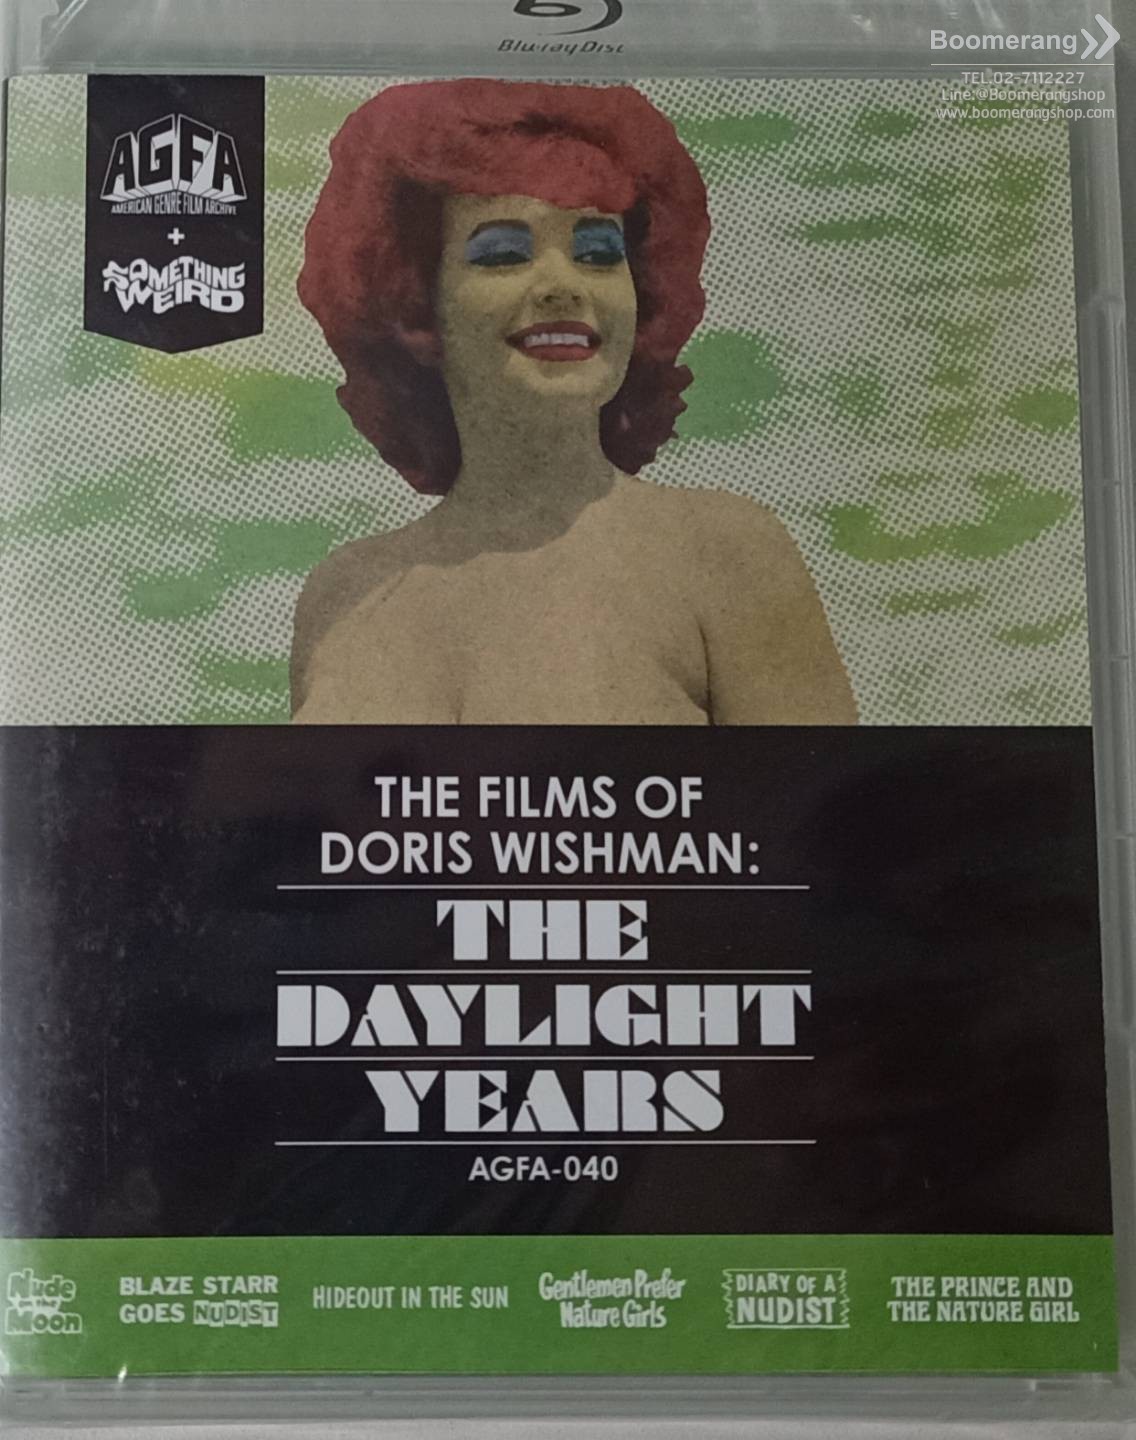 Blu-ray Disc
Boomerang
TEL.02-7112227
Line:@Boomerangshop
www.boomerangshop.com
AGFA
AMERICAN GENRE FILM ARCHIVE
+
SOMETHING
WEIRD
THE FILMS OF
DORIS WISHMAN:
THE
DAYLIGHT
YEARS
AGFA-040
Nude
on the
Moon
BLAZE STARR
GOES NUDIST
HIDEOUT IN THE SUN
Gentlemen Prefer
Nature Girls
DIARY OF A
NUDIST
THE PRINCE AND
THE NATURE GIRL